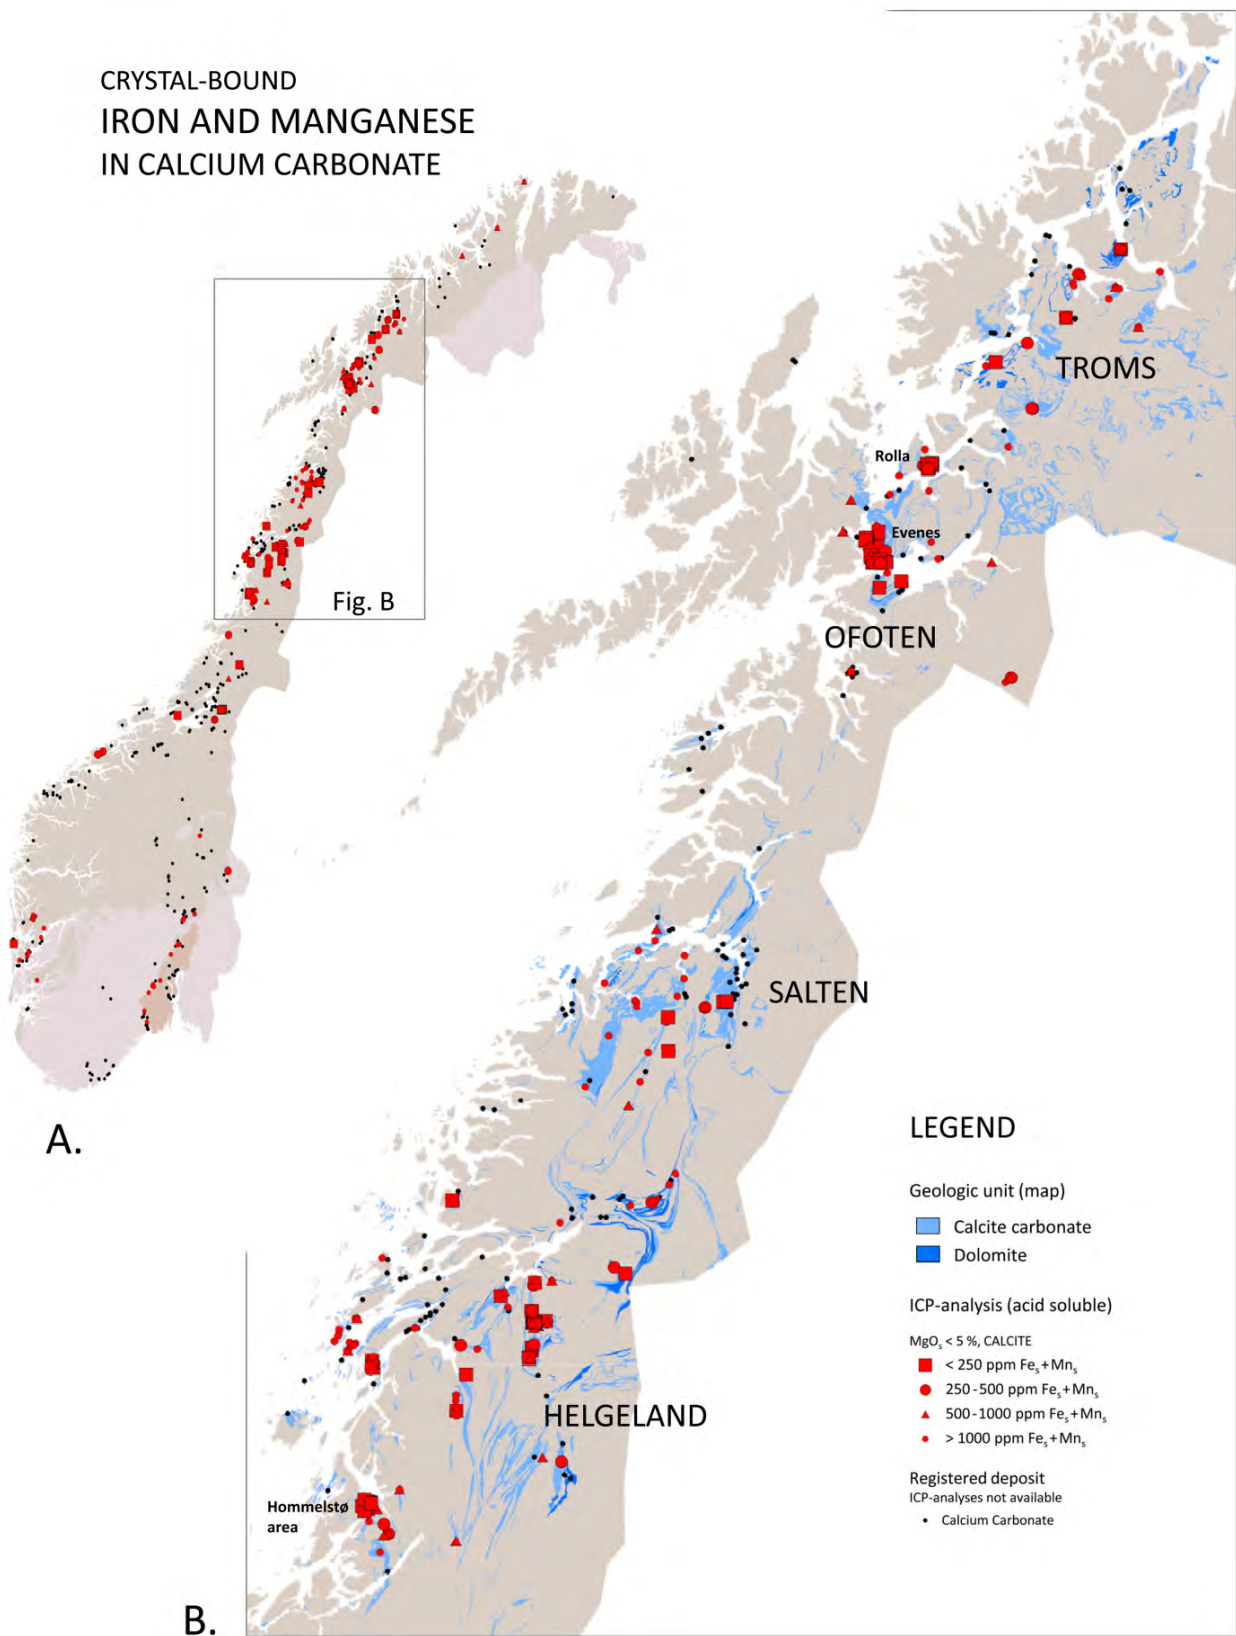 CRYSTAL-BOUND
IRON AND MANGANESE
IN CALCIUM CARBONATE
Fig. B
A.
TROMS
Rolla
Evenes
OFOTEN
SALTEN
HELGELAND
Hommelstø
area
B.
LEGEND
Geologic unit (map)
Calcite carbonate
Dolomite
ICP-analysis (acid soluble)
MgOₛ < 5 %, CALCITE
< 250 ppm Feₛ + Mnₛ
250 - 500 ppm Feₛ + Mnₛ
500 - 1000 ppm Feₛ + Mnₛ
> 1000 ppm Feₛ + Mnₛ
Registered deposit
ICP-analyses not available
Calcium Carbonate